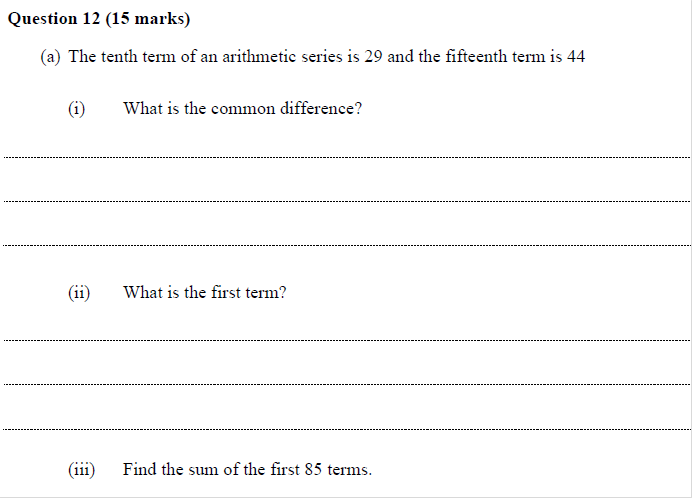 Question 12 (15 marks)
(a) The tenth term of an arithmetic series is 29 and the fifteenth term is 44
(i) What is the common difference?
(ii) What is the first term?
(iii) Find the sum of the first 85 terms.